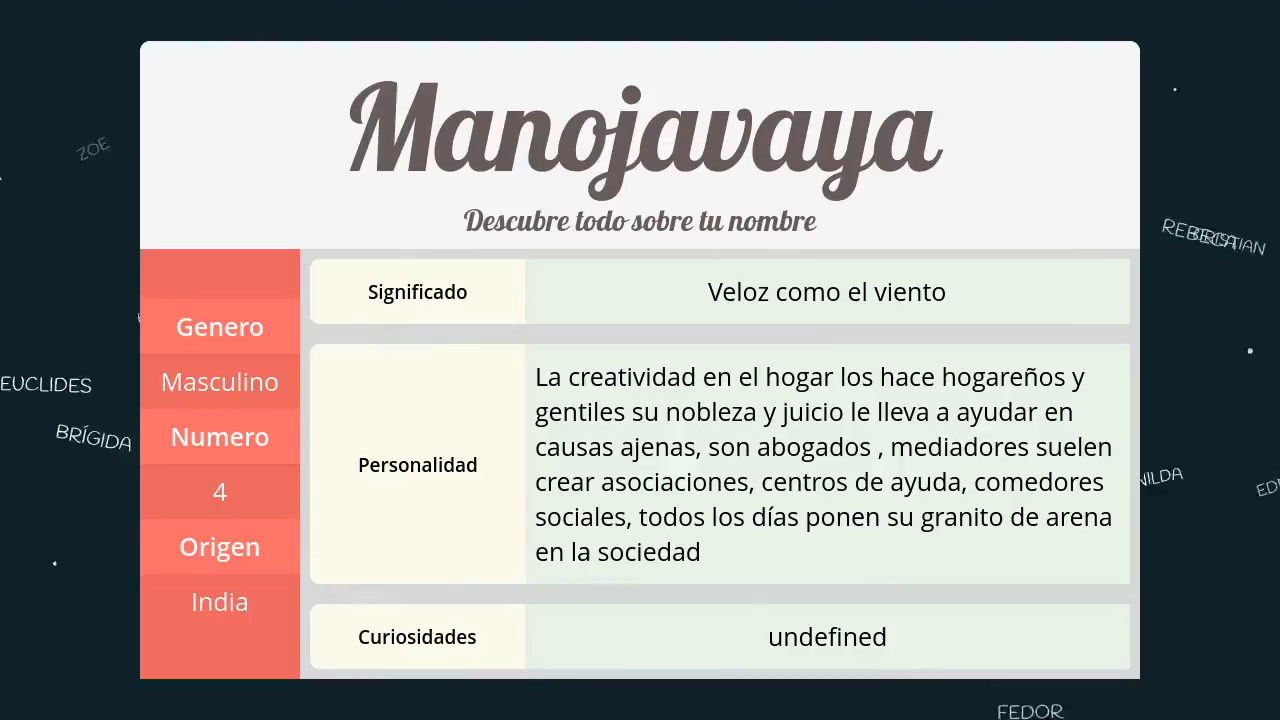 Manojavaya
Descubre todo sobre tu nombre
ZOE
EUCLIDES
BRÍGIDA
Genero
Masculino
Numero
4
Origen
India
Significado
Veloz como el viento
Personalidad
La creatividad en el hogar los hace hogareños y
gentiles su nobleza y juicio le lleva a ayudar en
causas ajenas, son abogados , mediadores suelen
crear asociaciones, centros de ayuda, comedores
sociales, todos los días ponen su granito de arena
en la sociedad
Curiosidades
undefined
FEDOR